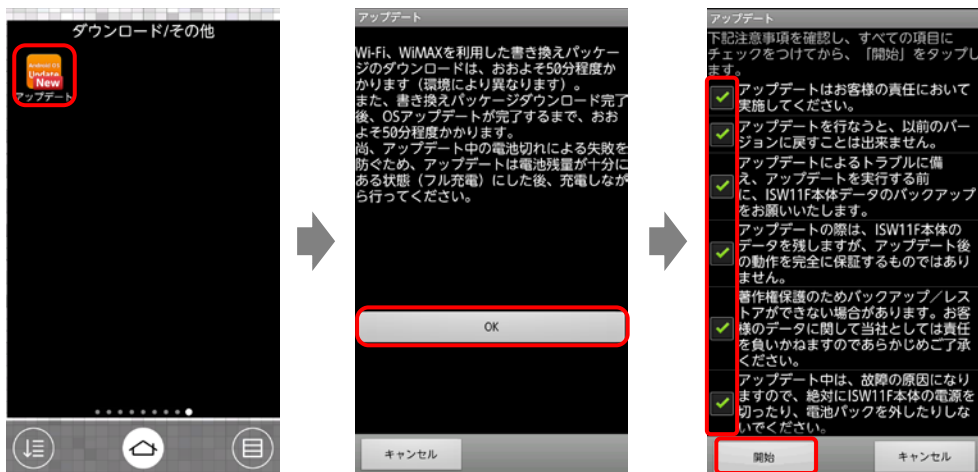 ダウンロード/その他
Android OS
Update
New
アップデート
アップデート
Wi-Fi、WiMAXを利用した書き換えパッケー
ジのダウンロードは、おおよそ50分程度か
かります（環境により異なります）。
また、書き換えパッケージダウンロード完了
後、OSアップデートが完了するまで、おお
よそ50分程度かかります。
尚、アップデート中の電池切れによる失敗を
防ぐため、アップデートは電池残量が十分に
ある状態（フル充電）にした後、充電しなが
ら行ってください。
OK
キャンセル
アップデート
下記注意事項を確認し、すべての項目に
チェックをつけてから、「開始」をタップし
ます。
アップデートはお客様の責任において
実施してください。
アップデートを行なうと、以前のバー
ジョンに戻すことは出来ません。
アップデートによるトラブルに備
え、アップデートを実行する前
に、ISW11F本体データのバックアップ
をお願いいたします。
アップデートの際は、ISW11F本体の
データを残しますが、アップデート後
の動作を完全に保証するものではあり
ません。
著作権保護のためバックアップ／レス
トアができない場合があります。お客
様のデータに関して当社としては責任
を負いかねますのであらかじめご了承
ください。
アップデート中は、故障の原因になり
ますので、絶対にISW11F本体の電源を
切ったり、電池パックを外したりしな
いでください。
開始
キャンセル